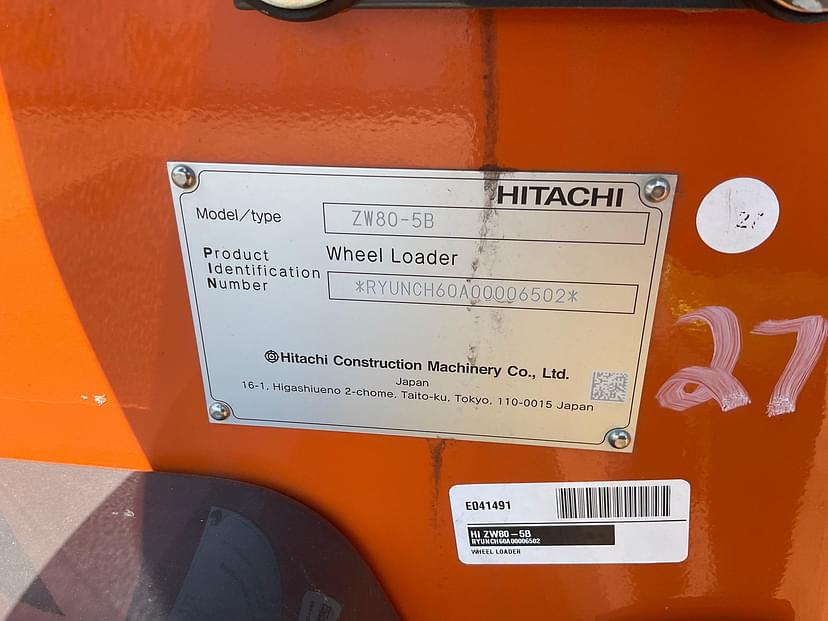 HITACHI
Model/type ZW80-5B
Wheel Loader
Product
Identification
Number
*RYUNCH60A00006502*
Hitachi Construction Machinery Co., Ltd.
Japan
16-1, Higashiueno 2-chome, Taito-ku, Tokyo, 110-0015 Japan
27
E041491
HI ZW80-5B
RYUNCH60A00006502
WHEEL LOADER